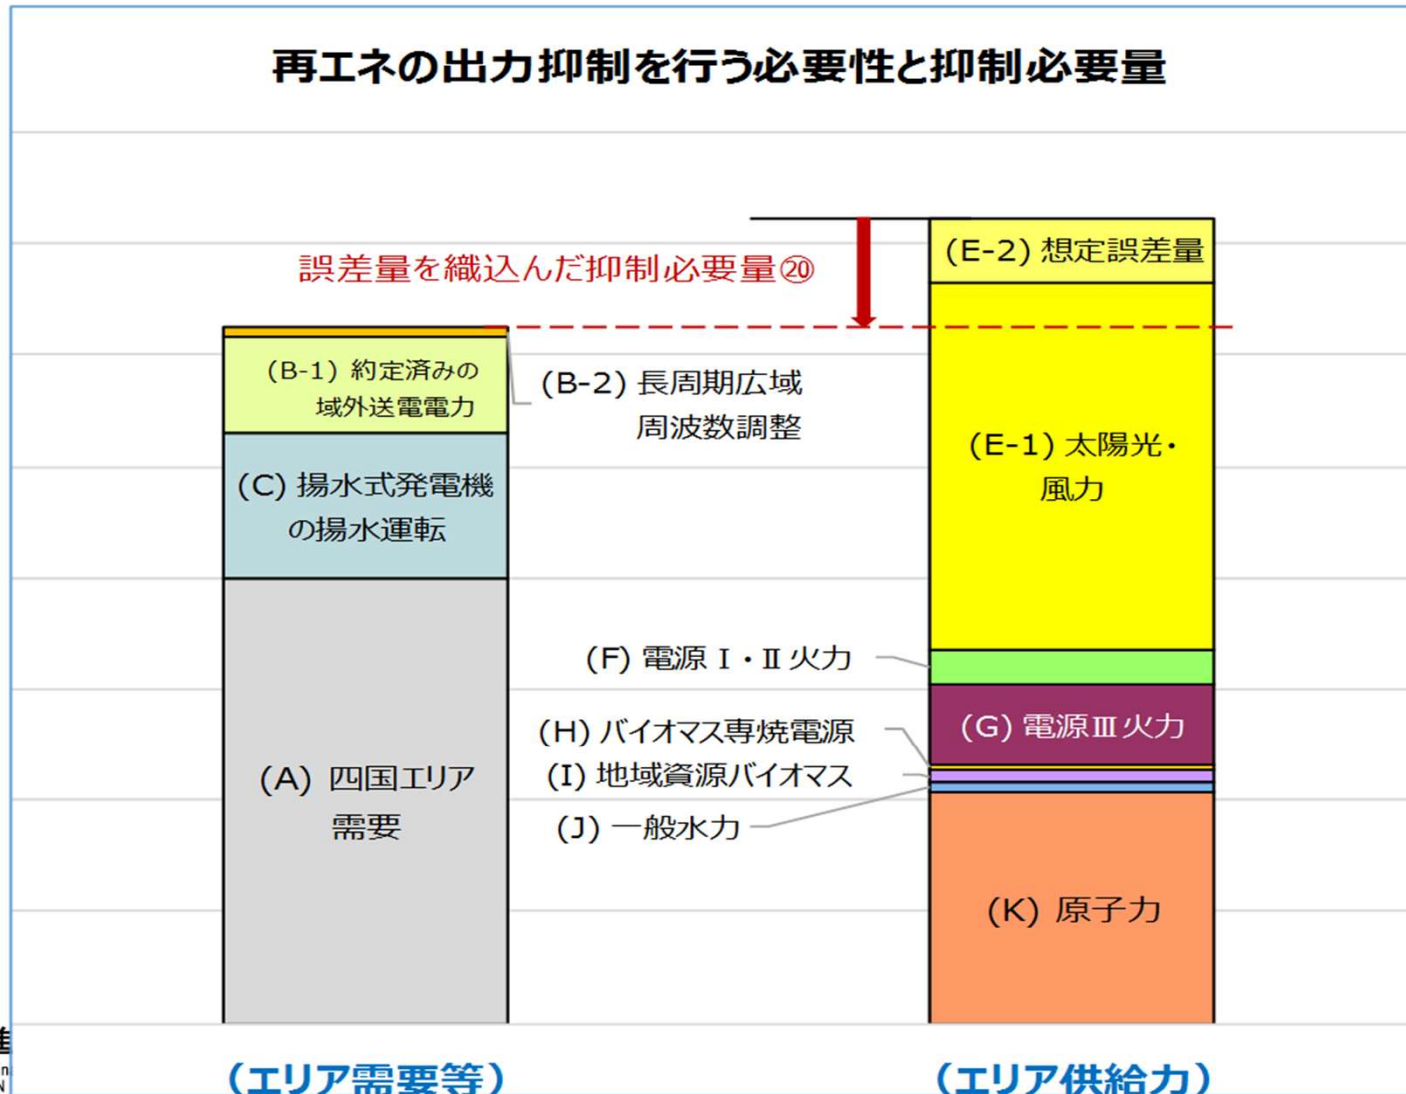 再エネの出力抑制を行う必要性と抑制必要量
誤差量を織込んだ抑制必要量⑳
(B-1) 約定済みの
域外送電電力
(B-2) 長周期広域
周波数調整
(C) 揚水式発電機
の揚水運転
(A) 四国エリア
需要
(E-2) 想定誤差量
(E-1) 太陽光・
風力
(F) 電源Ⅰ・Ⅱ火力
(G) 電源Ⅲ火力
(H) バイオマス専焼電源
(I) 地域資源バイオマス
(J) 一般水力
(K) 原子力
(エリア需要等)
(エリア供給力)